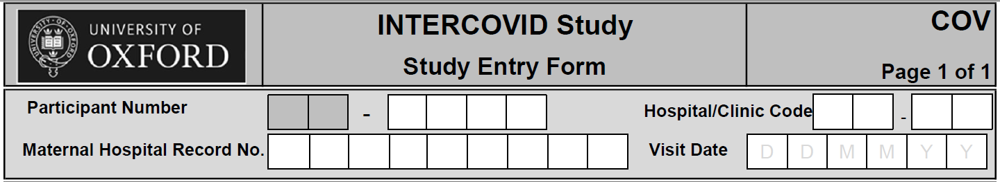 UNIVERSITY OF
OXFORD
INTERCOVID Study
Study Entry Form
COV
Page 1 of 1
Participant Number - Hospital/Clinic Code -
Maternal Hospital Record No. Visit Date D D M M Y Y